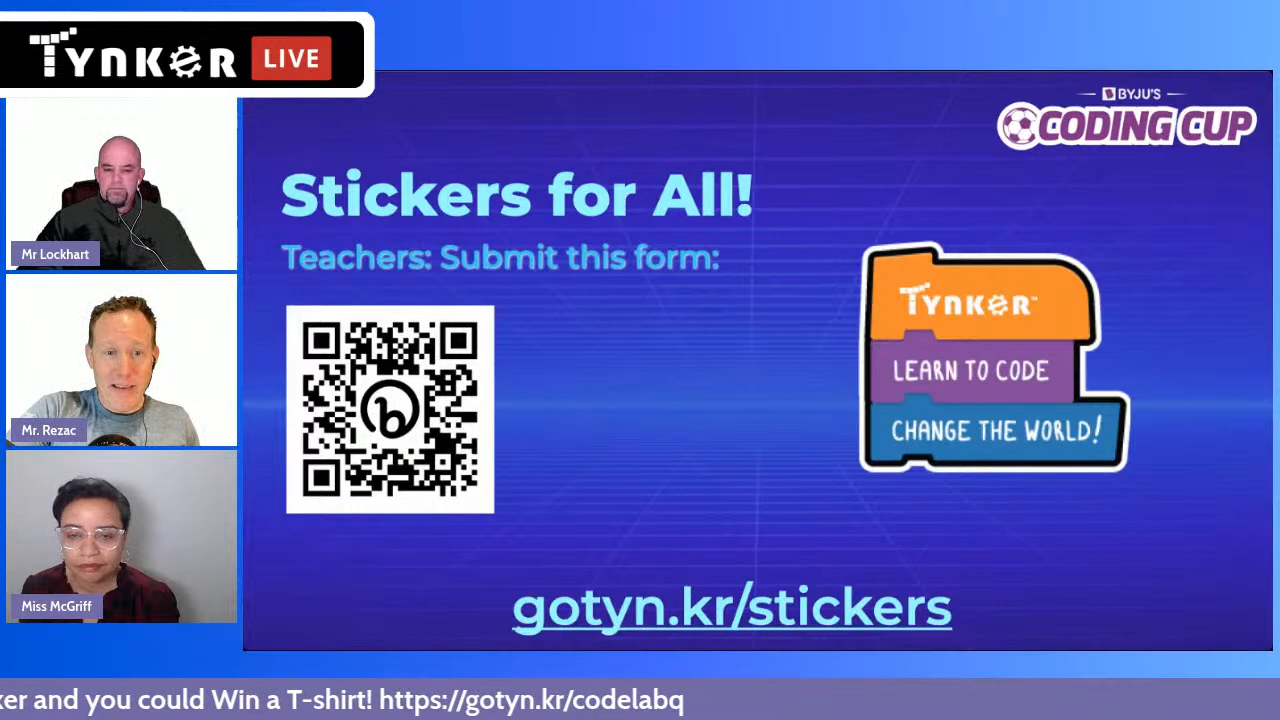 TYNKER LIVE
BYJU'S
CODING CUP
Stickers for All!
Teachers: Submit this form:
TYNKER™
LEARN TO CODE
CHANGE THE WORLD!
Mr Lockhart
Mr. Rezac
Miss McGriff
gotyn.kr/stickers
ker and you could Win a T-shirt! https://gotyn.kr/codelabq